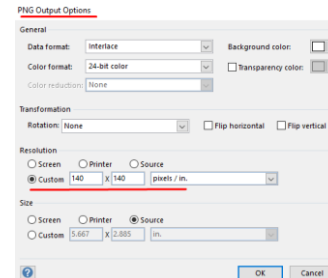 PNG Output Options
General
Data format: Interlace Background color:
Color format: 24-bit color Transparency color:
Color reduction: None
Transformation
Rotation: None Flip horizontal Flip vertical
Resolution
Screen Printer Source
Custom 140 X 140 pixels / in.
Size
Screen Printer Source
Custom 5.667 X 2.885 in.
? OK Cancel